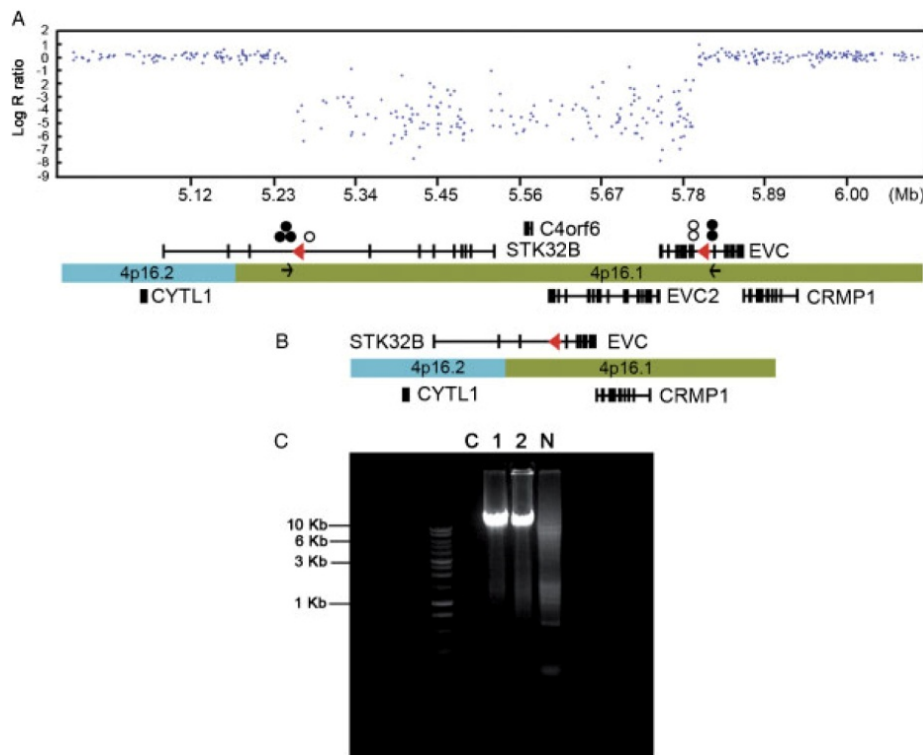 A
Log R ratio
2
1
0
-1
-2
-3
-4
-5
-6
-7
-8
-9
5.12 5.23 5.34 5.45 5.56 5.67 5.78 5.89 6.00 (Mb)
C4orf6
STK32B EVC
4p16.2 4p16.1
CYTL1 EVC2 CRMP1
B STK32B EVC
4p16.2 4p16.1
CYTL1 CRMP1
C C 1 2 N
10 Kb
6 Kb
3 Kb
1 Kb